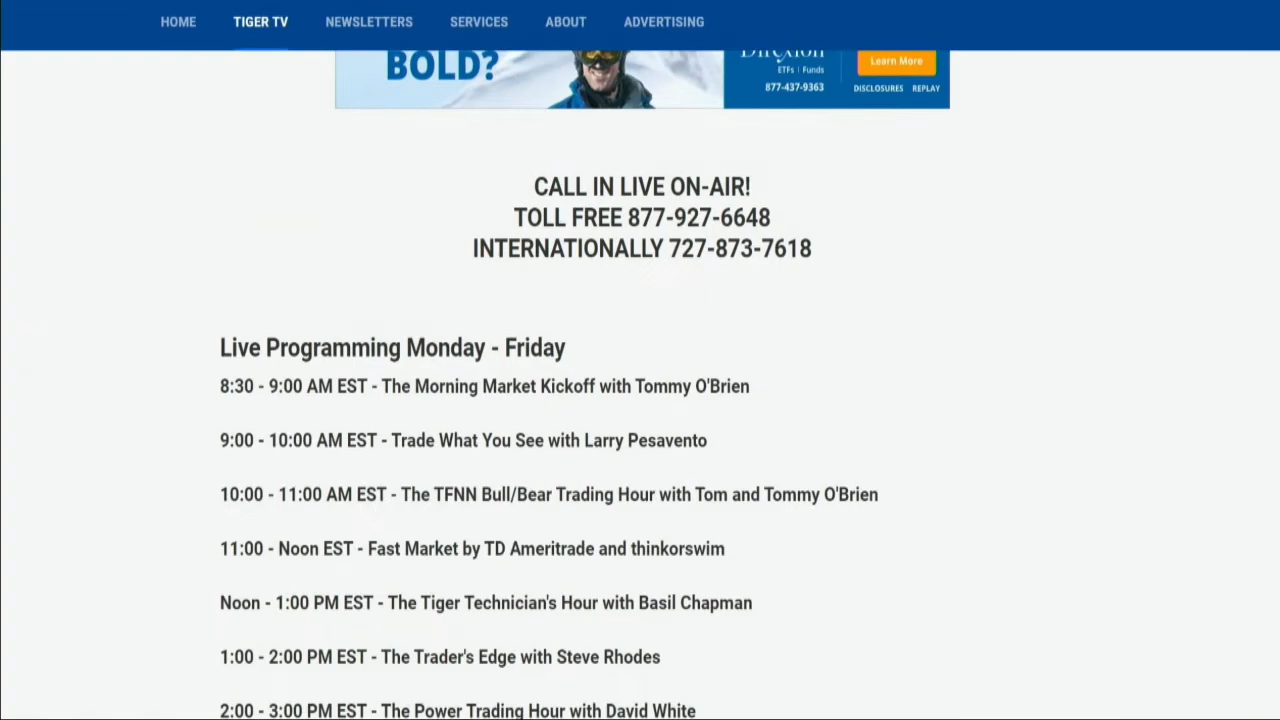 HOME TIGER TV NEWSLETTERS SERVICES ABOUT ADVERTISING
BOLD?
Direxion
Learn More
ETFs | Funds
877-437-9363
DISCLOSURES REPLAY
CALL IN LIVE ON-AIR!
TOLL FREE 877-927-6648
INTERNATIONALLY 727-873-7618
Live Programming Monday - Friday
8:30 - 9:00 AM EST - The Morning Market Kickoff with Tommy O'Brien
9:00 - 10:00 AM EST - Trade What You See with Larry Pesavento
10:00 - 11:00 AM EST - The TFNN Bull/Bear Trading Hour with Tom and Tommy O'Brien
11:00 - Noon EST - Fast Market by TD Ameritrade and thinkorswim
Noon - 1:00 PM EST - The Tiger Technician's Hour with Basil Chapman
1:00 - 2:00 PM EST - The Trader's Edge with Steve Rhodes
2:00 - 3:00 PM EST - The Power Trading Hour with David White